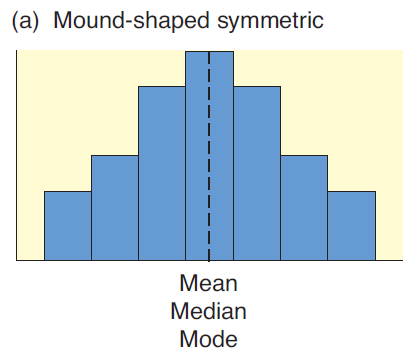 (a) Mound-shaped symmetric
Mean
Median
Mode